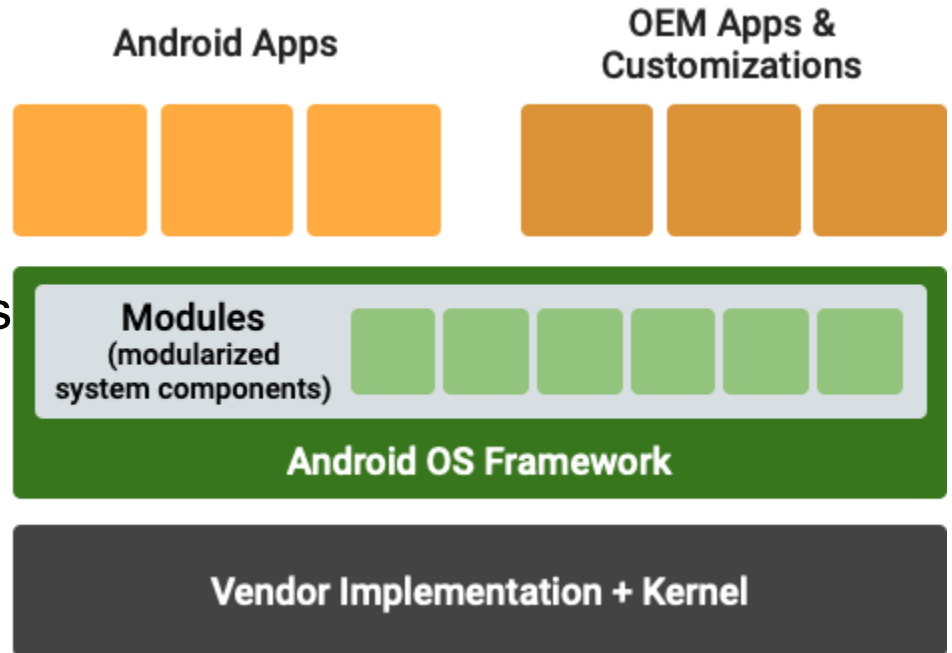 Android Apps
OEM Apps &
Customizations
s
Modules
(modularized
system components)
Android OS Framework
Vendor Implementation + Kernel